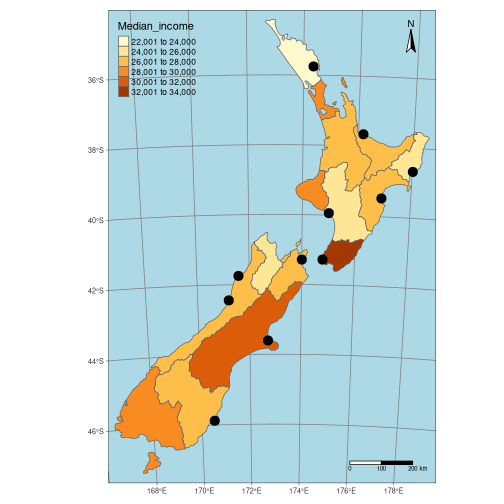 Median_income
22,001 to 24,000
24,001 to 26,000
26,001 to 28,000
28,001 to 30,000
30,001 to 32,000
32,001 to 34,000
N
36°S
38°S
40°S
42°S
44°S
46°S
0 100 200 km
168°E 170°E 172°E 174°E 176°E 178°E